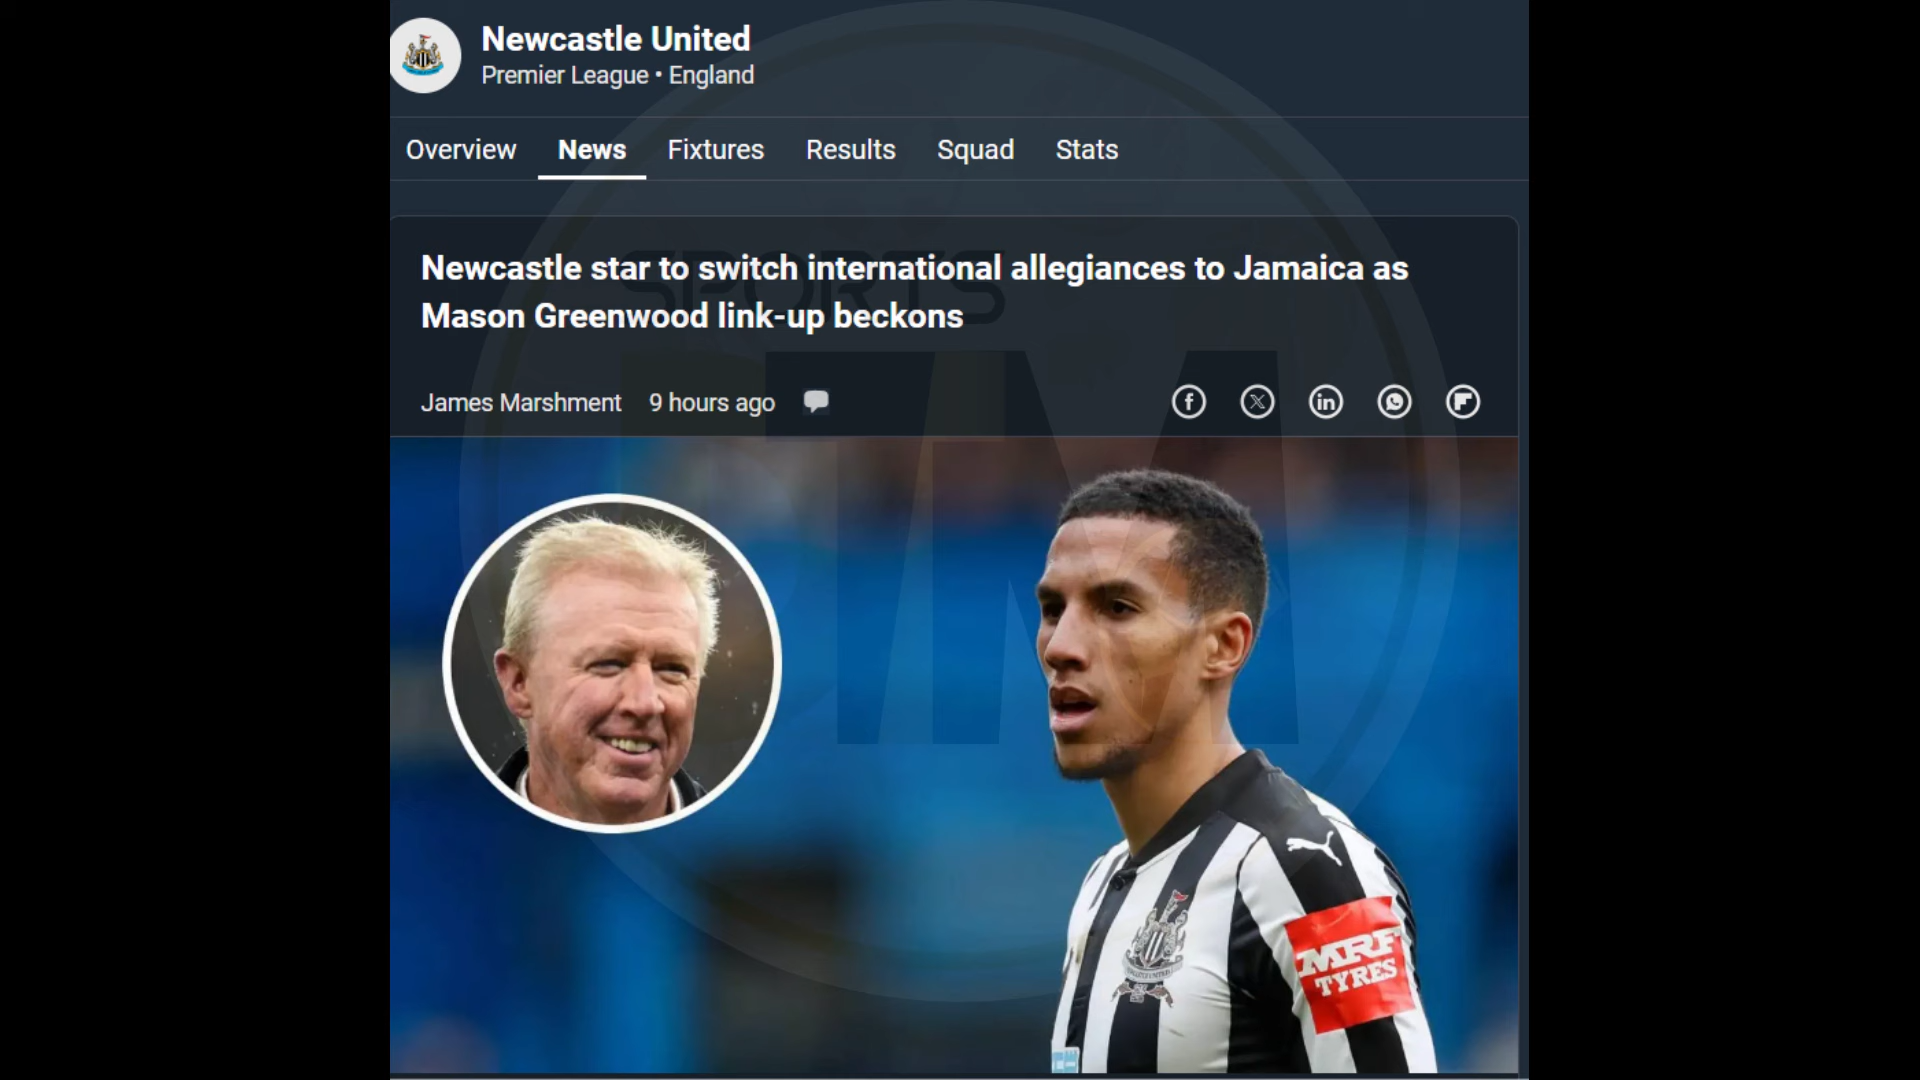 Newcastle United
Premier League • England
Overview News Fixtures Results Squad Stats
Newcastle star to switch international allegiances to Jamaica as
Mason Greenwood link-up beckons
James Marshment 9 hours ago
SPORTS
MRF
TYRES